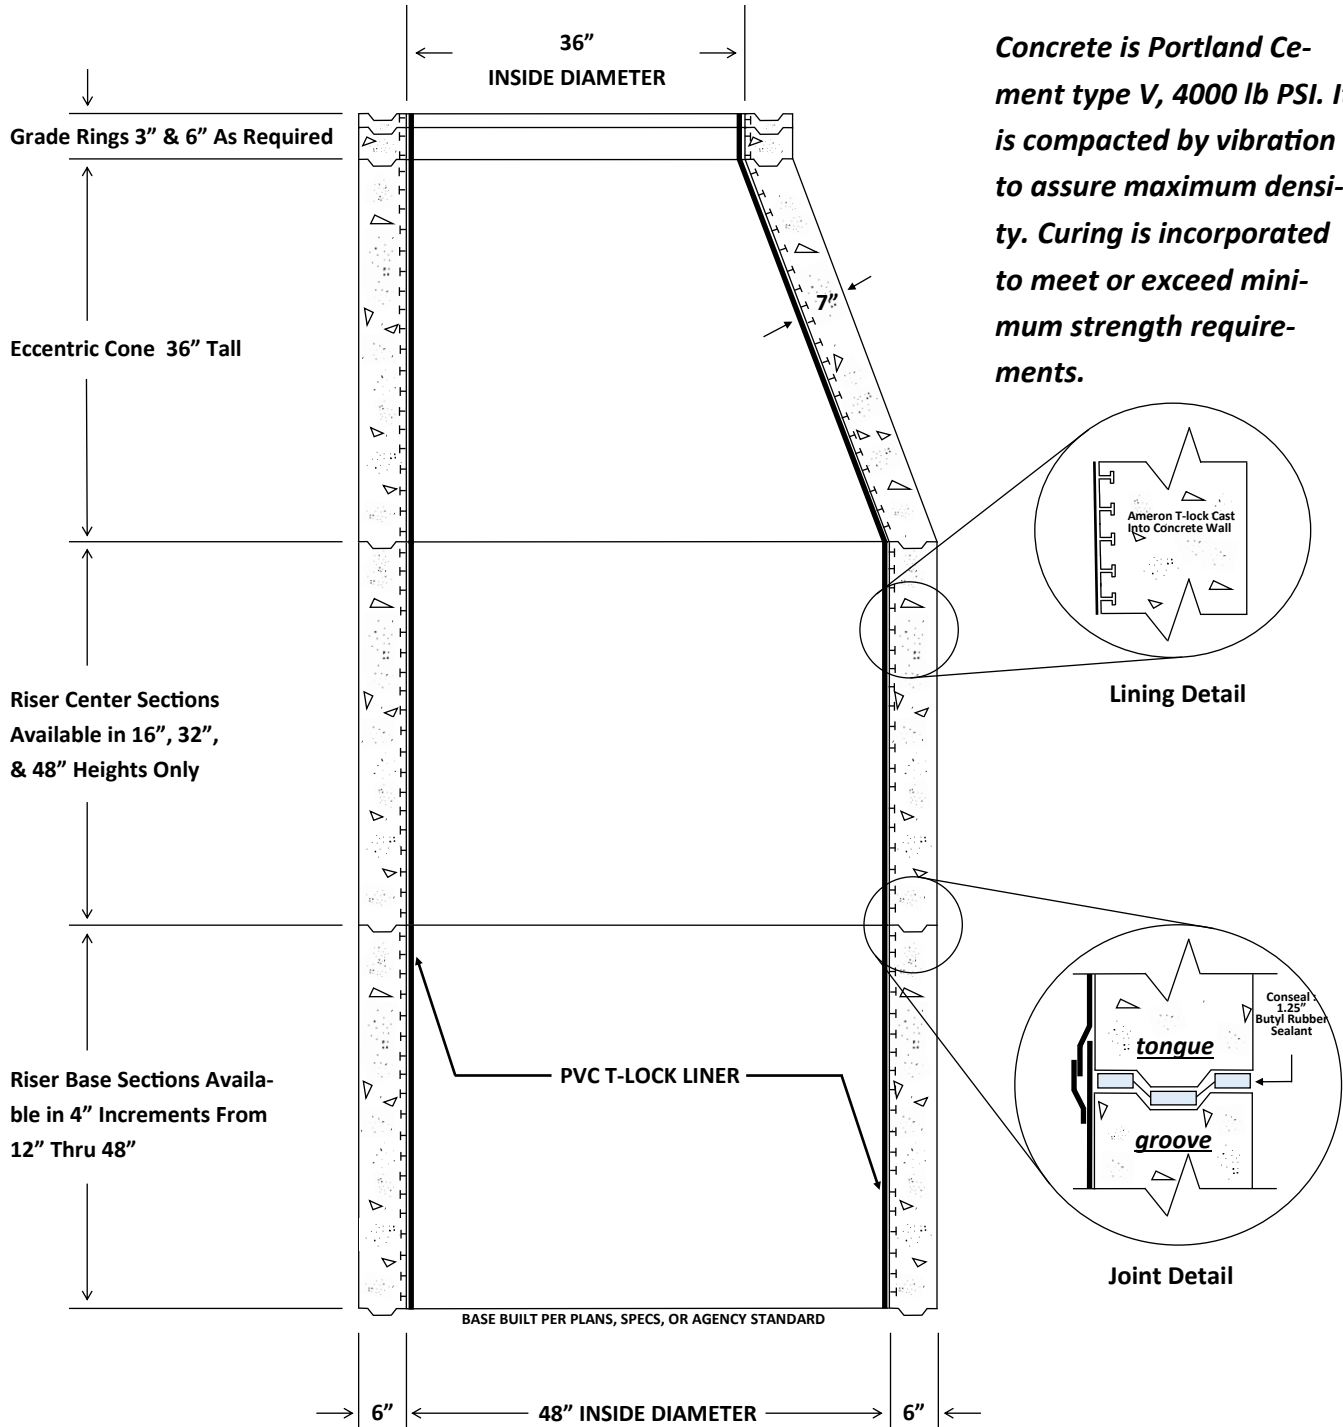 36”
INSIDE DIAMETER
Concrete is Portland Ce-
ment type V, 4000 lb PSI. I
is compacted by vibration
to assure maximum densi-
ty. Curing is incorporated
to meet or exceed mini-
mum strength require-
ments.
Grade Rings 3” & 6” As Required
7”
Eccentric Cone 36” Tall
Ameron T-lock Cast
Into Concrete Wall
Lining Detail
Riser Center Sections
Available in 16”, 32”,
& 48” Heights Only
Conseal
1.25”
Butyl Rubber
Sealant
tongue
groove
Joint Detail
PVC T-LOCK LINER
Riser Base Sections Availa-
ble in 4” Increments From
12” Thru 48”
BASE BUILT PER PLANS, SPECS, OR AGENCY STANDARD
6”
48” INSIDE DIAMETER
6”